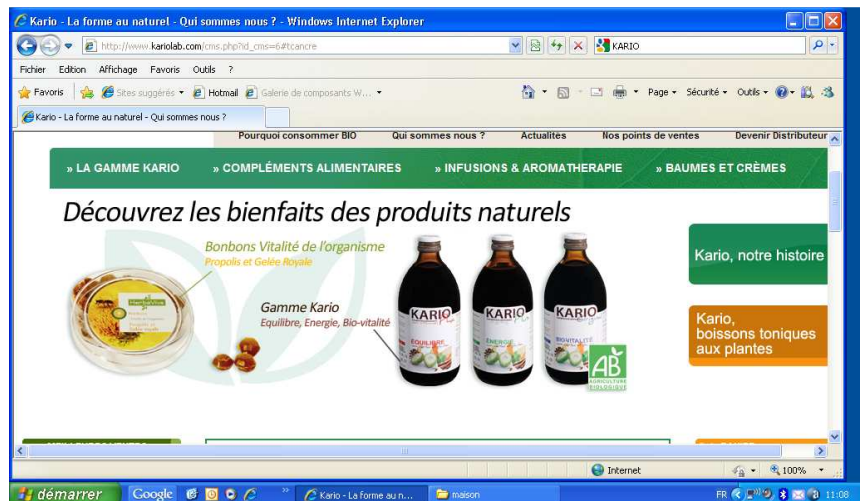 Kario - La forme au naturel - Qui sommes nous ? - Windows Internet Explorer
http://www.kariolab.com/cms.php?id_cms=6#tcancre
KARIO
Fichier Edition Affichage Favoris Outils ?
Favoris Sites suggérés Hotmail Galerie de composants W...
Page Sécurité Outils
Kario - La forme au naturel - Qui sommes nous ?
Pourquoi consommer BIO Qui sommes nous ? Actualités Nos points de ventes Devenir Distributeur
» LA GAMME KARIO » COMPLÉMENTS ALIMENTAIRES » INFUSIONS & AROMATHERAPIE » BAUMES ET CRÈMES
Découvrez les bienfaits des produits naturels
Bonbons Vitalité de l'organisme
Propolis et Gelée Royale
Kario, notre histoire
Gamme Kario
Equilibre, Energie, Bio-vitalité
KARIO KARIO KARIO
EQUILIBRE ENERGIE BIOVITALITÉ
Kario,
boissons toniques
aux plantes
AB
AGRICULTURE
BIOLOGIQUE
Internet 100%
démarrer Google Kario - La forme au n... maison FR 11:08